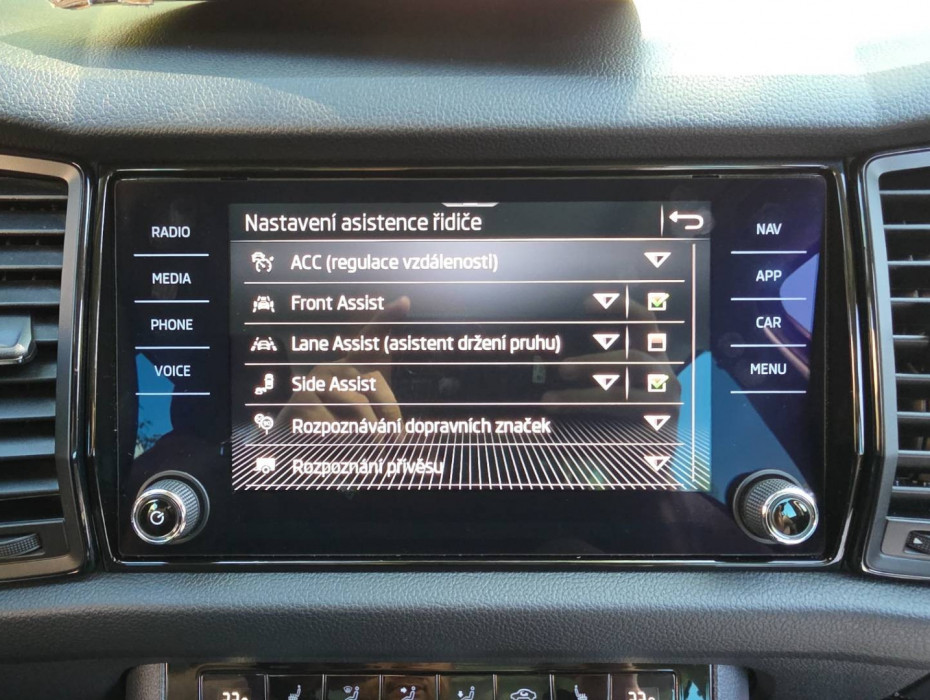 RADIO
MEDIA
PHONE
VOICE
Nastavení asistence řidiče
ACC (regulace vzdálenosti)
Front Assist
Lane Assist (asistent držení pruhu)
Side Assist
Rozpoznávání dopravních značek
Rozpoznání přívěsu
NAV
APP
CAR
MENU